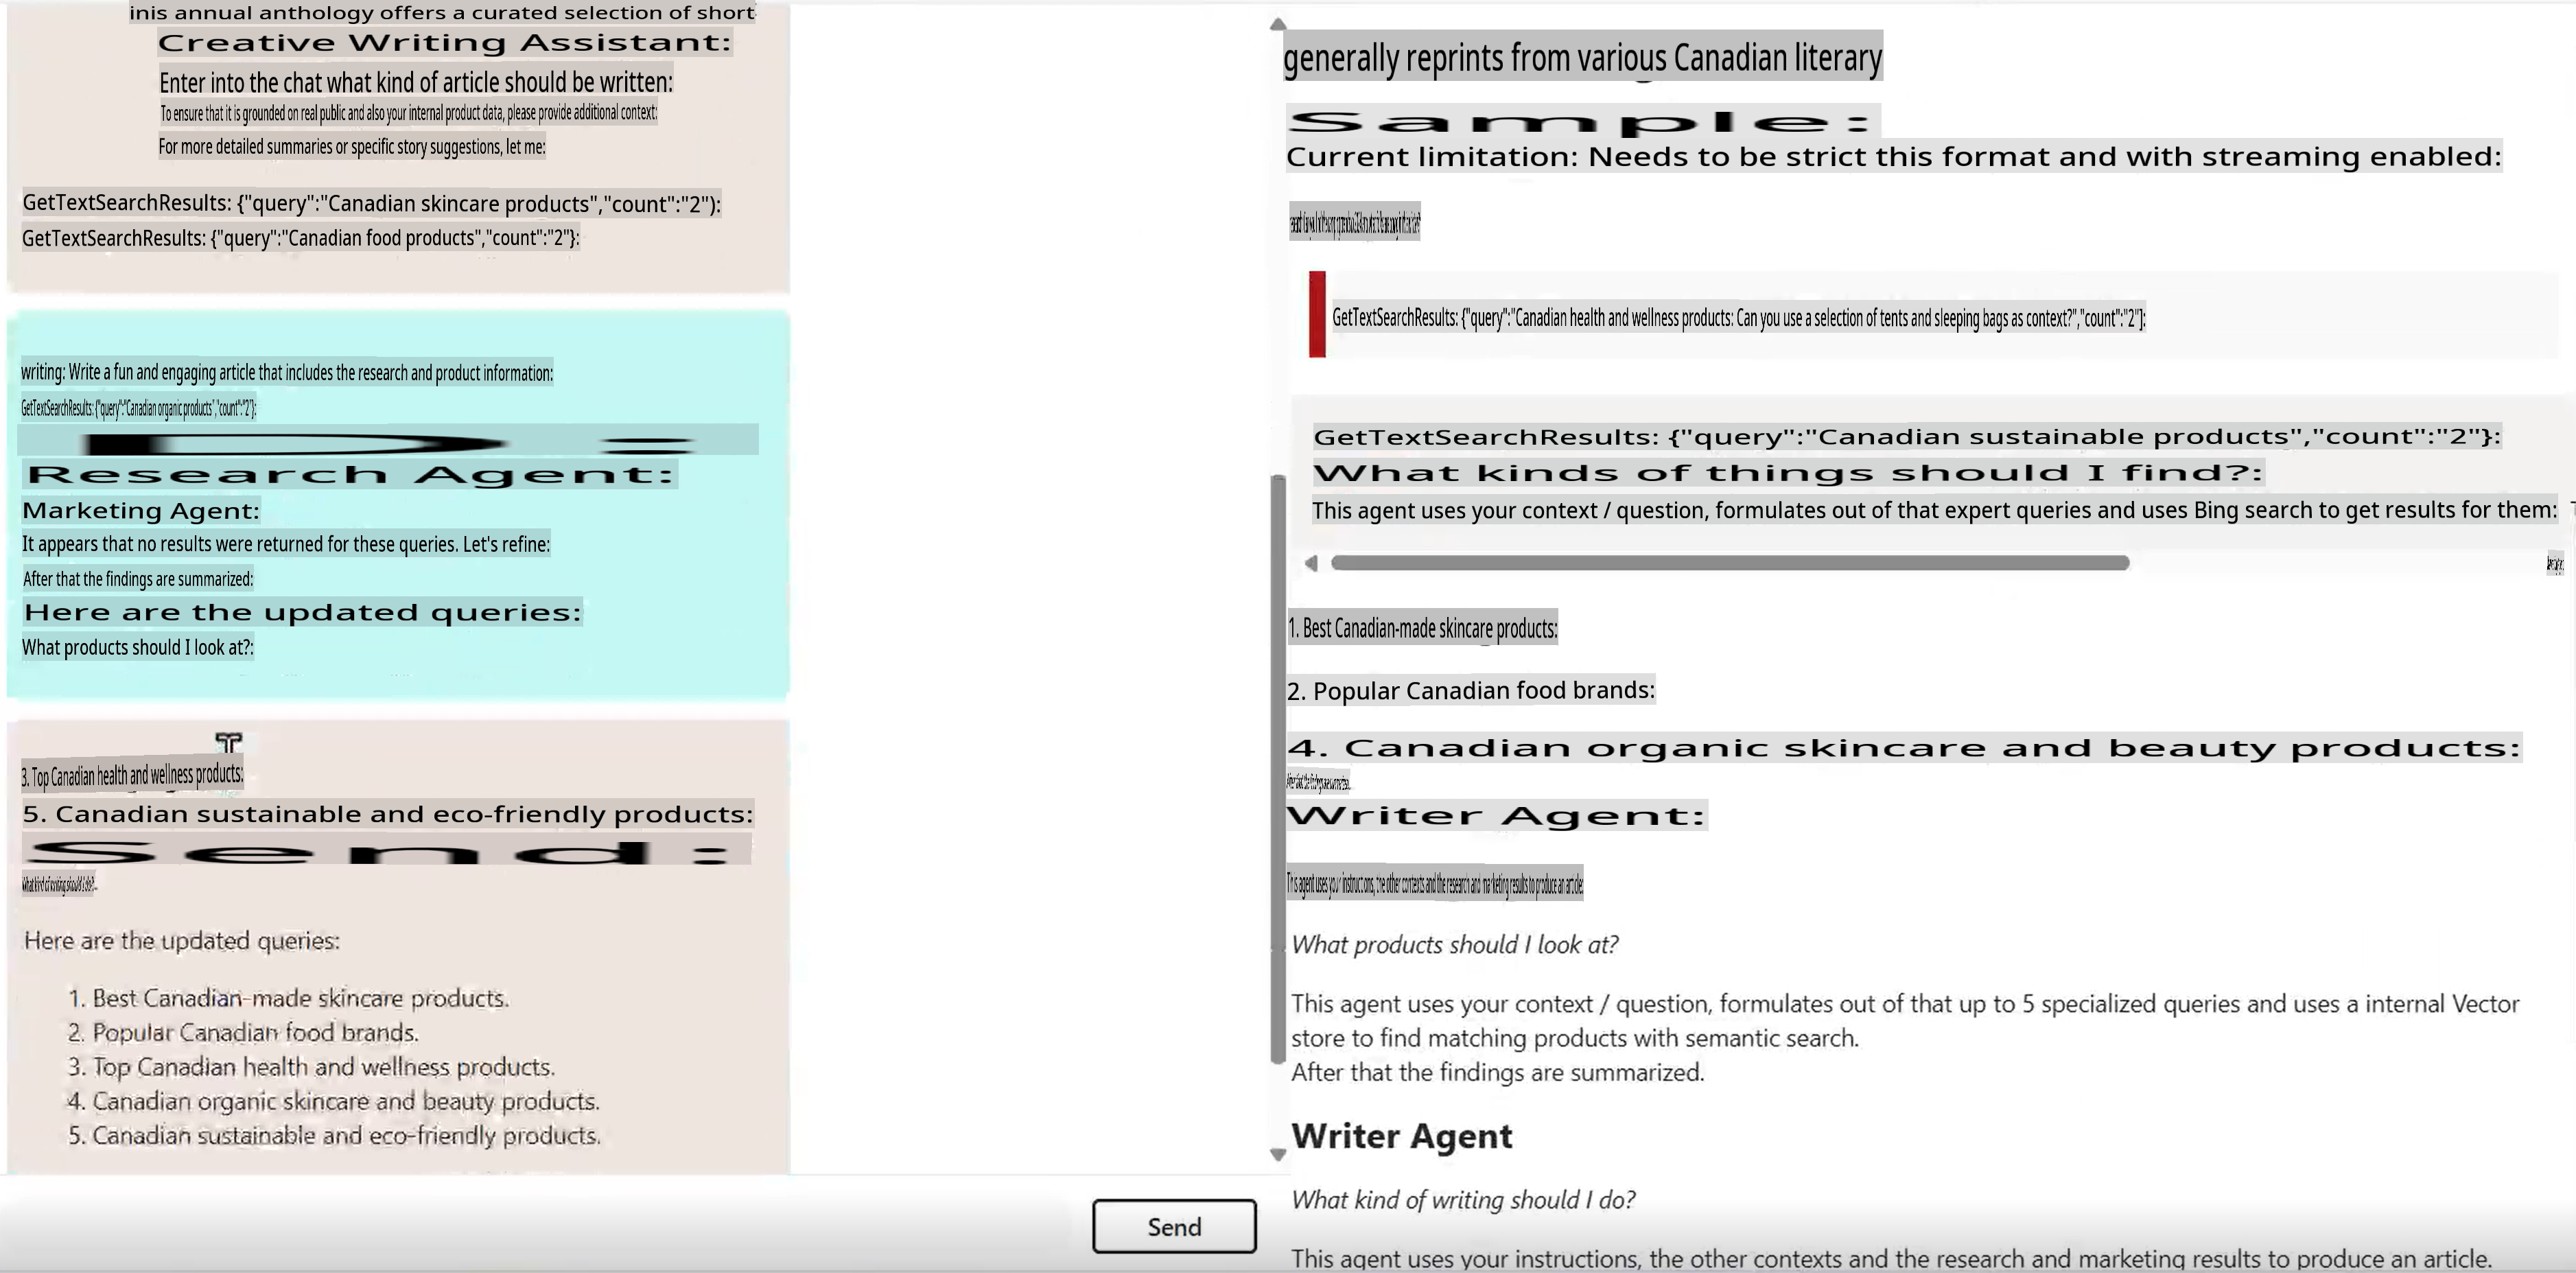 inis annual anthology offers a curated selection of short
Creative Writing Assistant:
Enter into the chat what kind of article should be written:
To ensure that it is grounded on real public and also your internal product data, please provide additional context:
For more detailed summaries or specific story suggestions, let me:
GetTextSearchResults: {"query":"Canadian skincare products","count":"2"):
GetTextSearchResults: {"query":"Canadian food products","count":"2"}:
writing: Write a fun and engaging article that includes the research and product information:
GetTextSearchResults: {"query":"Canadian organic products","count":"2"}:
D:
Research Agent:
Marketing Agent:
It appears that no results were returned for these queries. Let's refine:
After that the findings are summarized:
Here are the updated queries:
What products should I look at?:
3. Top Canadian health and wellness products:
5. Canadian sustainable and eco-friendly products:
Send:
What kind of writing should I do?:
Here are the updated queries:
1. Best Canadian-made skincare products.
2. Popular Canadian food brands.
3. Top Canadian health and wellness products.
4. Canadian organic skincare and beauty products.
5. Canadian sustainable and eco-friendly products.
Send
generally reprints from various Canadian literary
Sample:
Current limitation: Needs to be strict this format and with streaming enabled:
GetTextSearchResults: {"query":"Canadian health and wellness products: Can you use a selection of tents and sleeping bags as context?","count":"2"]:
GetTextSearchResults: {"query":"Canadian sustainable products","count":"2"}:
What kinds of things should I find?:
This agent uses your context / question, formulates out of that expert queries and uses Bing search to get results for them:
1. Best Canadian-made skincare products:
2. Popular Canadian food brands:
4. Canadian organic skincare and beauty products:
After that the findings are summarized.
Writer Agent:
This agent uses your instructions, the other contexts and the research and marketing results to produce an article:
What products should I look at?
This agent uses your context / question, formulates out of that up to 5 specialized queries and uses a internal Vector
store to find matching products with semantic search.
After that the findings are summarized.
Writer Agent
What kind of writing should I do?
This agent uses your instructions, the other contexts and the research and marketing results to produce an article.